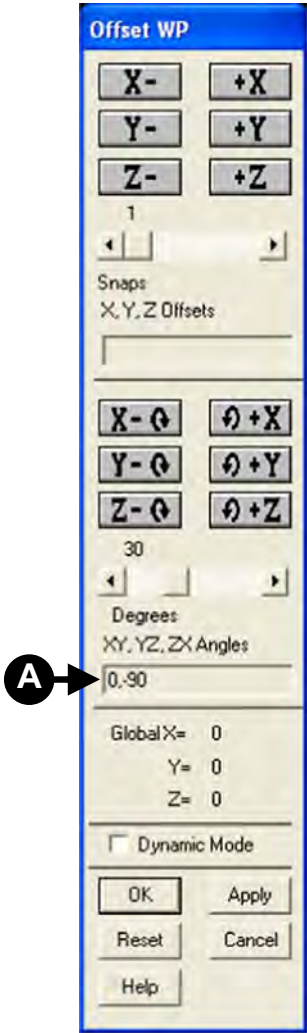 Offset WP
X- +X
Y- +Y
Z- +Z
1
Snaps
X, Y, Z Offsets
X- +X
Y- +Y
Z- +Z
30
Degrees
XY, YZ, ZX Angles
A 0,-90
Global X= 0
Y= 0
Z= 0
Dynamic Mode
OK Apply
Reset Cancel
Help